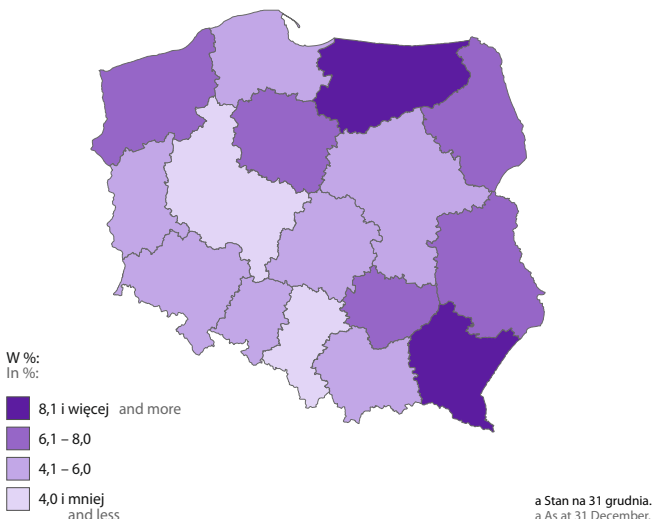 W %:
In %:
8,1 i więcej and more
6,1 – 8,0
4,1 – 6,0
4,0 i mniej
and less
a Stan na 31 grudnia.
a As at 31 December.